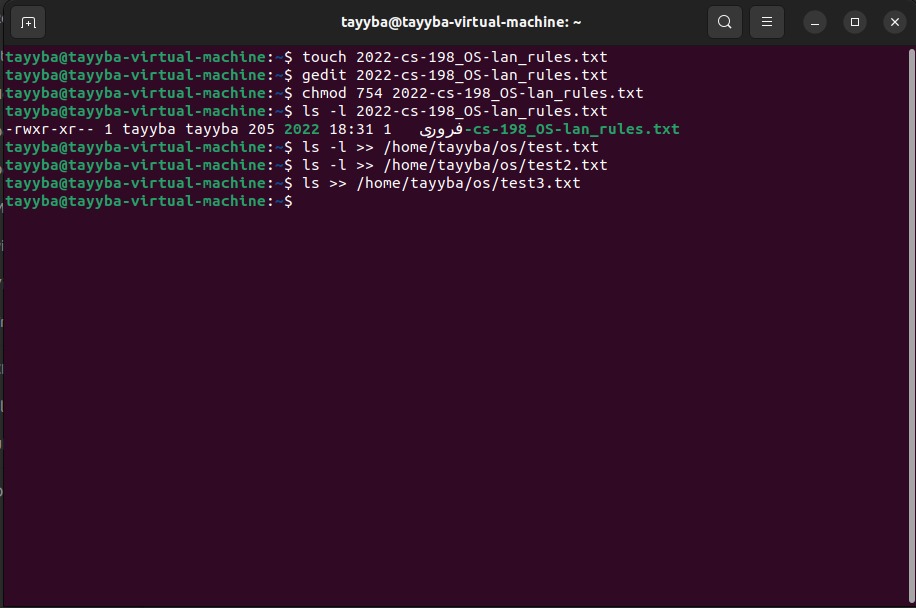 tayyba@tayyba-virtual-machine: ~
tayyba@tayyba-virtual-machine:~$ touch 2022-cs-198_OS-lan_rules.txt
tayyba@tayyba-virtual-machine:~$ gedit 2022-cs-198_OS-lan_rules.txt
tayyba@tayyba-virtual-machine:~$ chmod 754 2022-cs-198_OS-lan_rules.txt
tayyba@tayyba-virtual-machine:~$ ls -l 2022-cs-198_OS-lan_rules.txt
-rwxr-xr-- 1 tayyba tayyba 205 2022 18:31 1 فروری-cs-198_OS-lan_rules.txt
tayyba@tayyba-virtual-machine:~$ ls -l >> /home/tayyba/os/test.txt
tayyba@tayyba-virtual-machine:~$ ls -l >> /home/tayyba/os/test2.txt
tayyba@tayyba-virtual-machine:~$ ls >> /home/tayyba/os/test3.txt
tayyba@tayyba-virtual-machine:~$